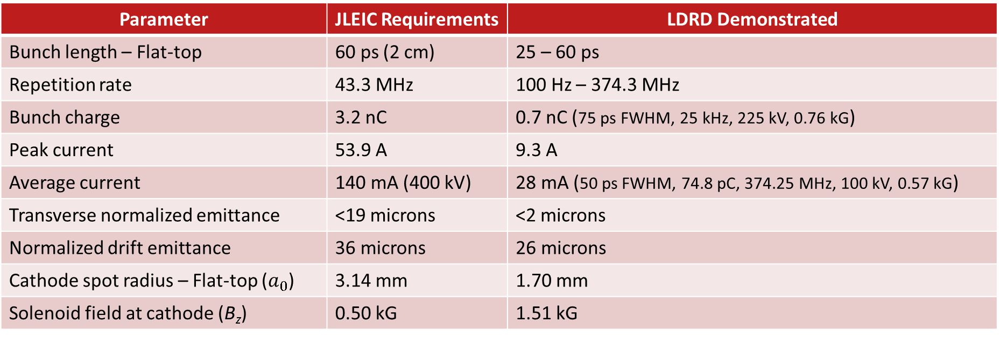 Parameter JLEIC Requirements LDRD Demonstrated
Bunch length – Flat-top 60 ps (2 cm) 25 – 60 ps
Repetition rate 43.3 MHz 100 Hz – 374.3 MHz
Bunch charge 3.2 nC 0.7 nC (75 ps FWHM, 25 kHz, 225 kV, 0.76 kG)
Peak current 53.9 A 9.3 A
Average current 140 mA (400 kV) 28 mA (50 ps FWHM, 74.8 pC, 374.25 MHz, 100 kV, 0.57 kG)
Transverse normalized emittance <19 microns <2 microns
Normalized drift emittance 36 microns 26 microns
Cathode spot radius – Flat-top (a₀) 3.14 mm 1.70 mm
Solenoid field at cathode (B_z) 0.50 kG 1.51 kG